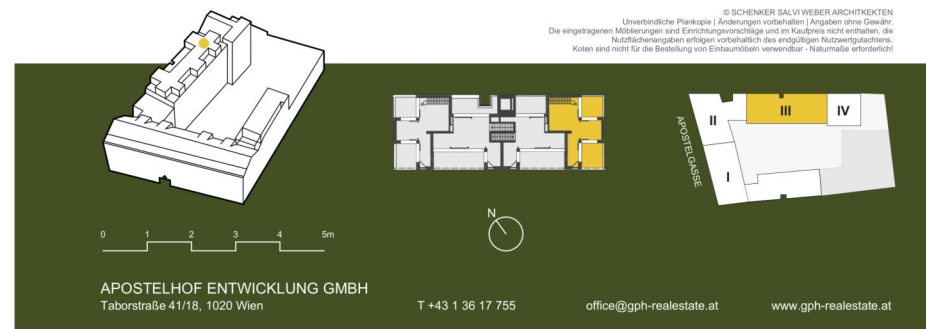 © SCHENKER SALVI WEBER ARCHITKEKTEN
Unverbindliche Plankopie | Änderungen vorbehalten | Angaben ohne Gewähr.
Die eingetragenen Möblierungen sind Einrichtungsvorschläge und im Kaufpreis nicht enthalten, die
Nutzflächenangaben erfolgen vorbehaltlich des endgültigen Nutzwertgutachtens.
Koten sind nicht für die Bestellung von Einbaumöbeln verwendbar - Naturmaße erforderlich!
II
III
IV
I
APOSTELGASSE
N
0 1 2 3 4 5m
APOSTELHOF ENTWICKLUNG GMBH
Taborstraße 41/18, 1020 Wien
T +43 1 36 17 755
office@gph-realestate.at
www.gph-realestate.at